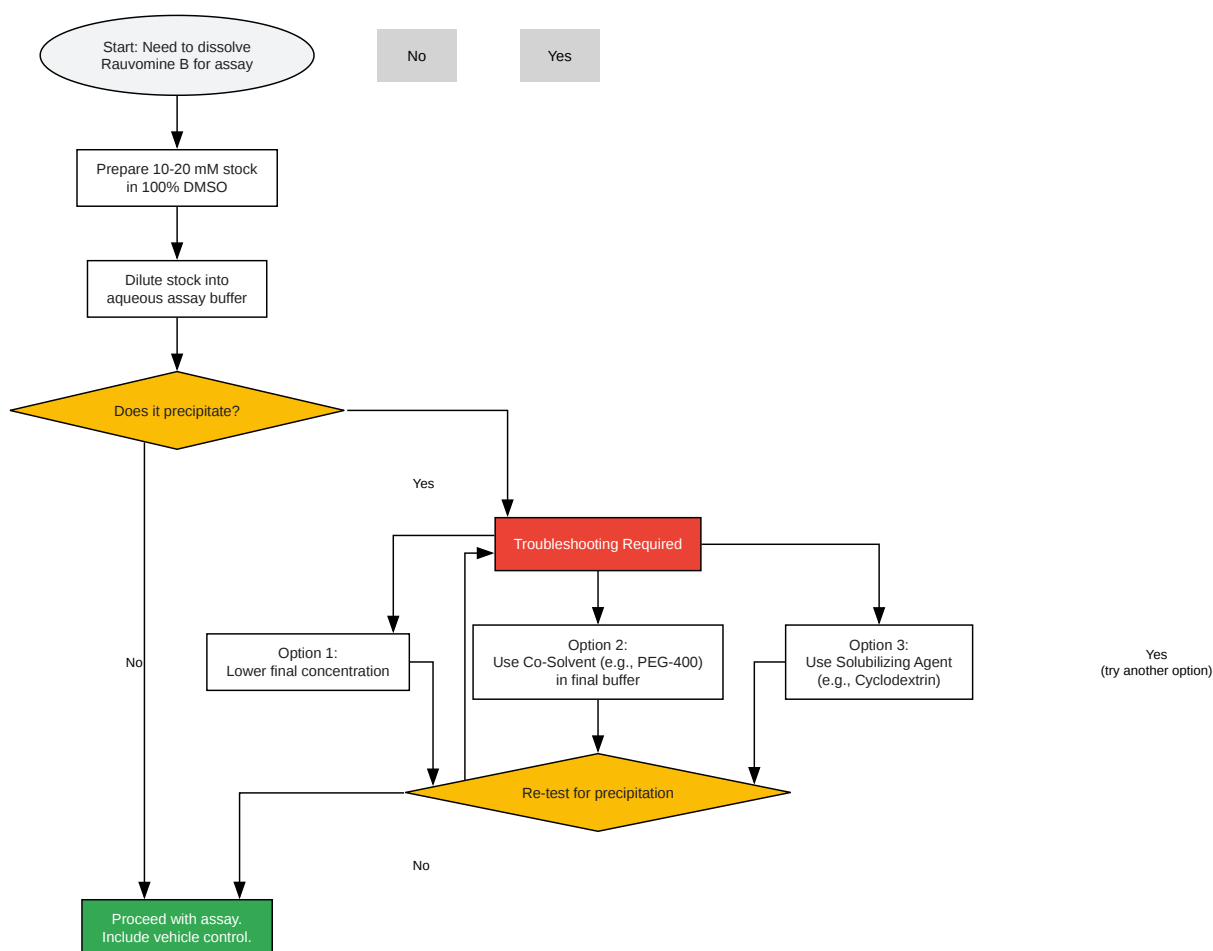 Start: Need to dissolve
Rauvomine B for assay
No
Yes
Prepare 10-20 mM stock
in 100% DMSO
Dilute stock into
aqueous assay buffer
Does it precipitate?
Yes
Troubleshooting Required
No
Option 1:
Lower final concentration
Option 2:
Use Co-Solvent (e.g., PEG-400)
in final buffer
Option 3:
Use Solubilizing Agent
(e.g., Cyclodextrin)
Yes
(try another option)
Re-test for precipitation
No
Proceed with assay.
Include vehicle control.